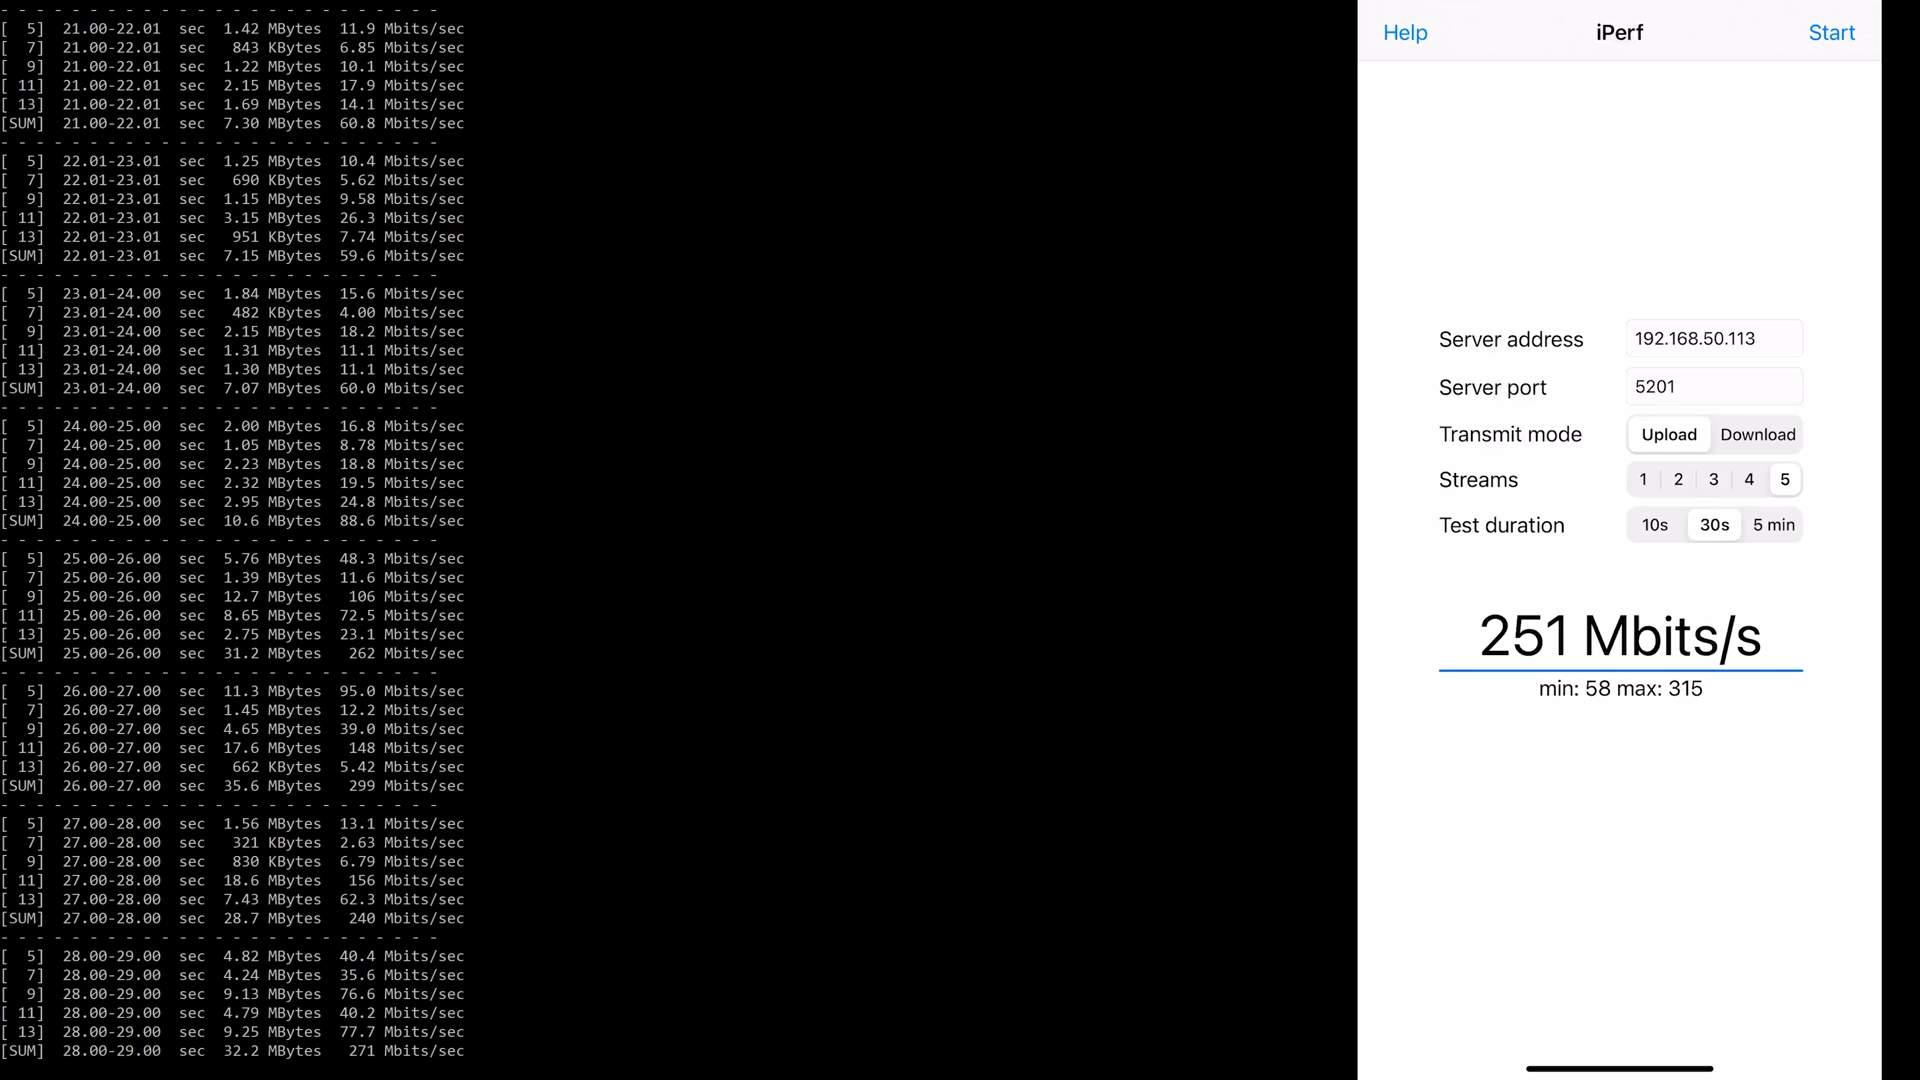 - - - - - - - - - - - - - - - - - - - - - - - - -
[  5]  21.00-22.01  sec  1.42 MBytes  11.9 Mbits/sec
[  7]  21.00-22.01  sec   843 KBytes  6.85 Mbits/sec
[  9]  21.00-22.01  sec  1.22 MBytes  10.1 Mbits/sec
[ 11]  21.00-22.01  sec  2.15 MBytes  17.9 Mbits/sec
[ 13]  21.00-22.01  sec  1.69 MBytes  14.1 Mbits/sec
[SUM]  21.00-22.01  sec  7.30 MBytes  60.8 Mbits/sec
- - - - - - - - - - - - - - - - - - - - - - - - -
[  5]  22.01-23.01  sec  1.25 MBytes  10.4 Mbits/sec
[  7]  22.01-23.01  sec   690 KBytes  5.62 Mbits/sec
[  9]  22.01-23.01  sec  1.15 MBytes  9.58 Mbits/sec
[ 11]  22.01-23.01  sec  3.15 MBytes  26.3 Mbits/sec
[ 13]  22.01-23.01  sec   951 KBytes  7.74 Mbits/sec
[SUM]  22.01-23.01  sec  7.15 MBytes  59.6 Mbits/sec
- - - - - - - - - - - - - - - - - - - - - - - - -
[  5]  23.01-24.00  sec  1.84 MBytes  15.6 Mbits/sec
[  7]  23.01-24.00  sec   482 KBytes  4.00 Mbits/sec
[  9]  23.01-24.00  sec  2.15 MBytes  18.2 Mbits/sec
[ 11]  23.01-24.00  sec  1.31 MBytes  11.1 Mbits/sec
[ 13]  23.01-24.00  sec  1.30 MBytes  11.1 Mbits/sec
[SUM]  23.01-24.00  sec  7.07 MBytes  60.0 Mbits/sec
- - - - - - - - - - - - - - - - - - - - - - - - -
[  5]  24.00-25.00  sec  2.00 MBytes  16.8 Mbits/sec
[  7]  24.00-25.00  sec  1.05 MBytes  8.78 Mbits/sec
[  9]  24.00-25.00  sec  2.23 MBytes  18.8 Mbits/sec
[ 11]  24.00-25.00  sec  2.32 MBytes  19.5 Mbits/sec
[ 13]  24.00-25.00  sec  2.95 MBytes  24.8 Mbits/sec
[SUM]  24.00-25.00  sec  10.6 MBytes  88.6 Mbits/sec
- - - - - - - - - - - - - - - - - - - - - - - - -
[  5]  25.00-26.00  sec  5.76 MBytes  48.3 Mbits/sec
[  7]  25.00-26.00  sec  1.39 MBytes  11.6 Mbits/sec
[  9]  25.00-26.00  sec  12.7 MBytes   106 Mbits/sec
[ 11]  25.00-26.00  sec  8.65 MBytes  72.5 Mbits/sec
[ 13]  25.00-26.00  sec  2.75 MBytes  23.1 Mbits/sec
[SUM]  25.00-26.00  sec  31.2 MBytes   262 Mbits/sec
- - - - - - - - - - - - - - - - - - - - - - - - -
[  5]  26.00-27.00  sec  11.3 MBytes  95.0 Mbits/sec
[  7]  26.00-27.00  sec  1.45 MBytes  12.2 Mbits/sec
[  9]  26.00-27.00  sec  4.65 MBytes  39.0 Mbits/sec
[ 11]  26.00-27.00  sec  17.6 MBytes   148 Mbits/sec
[ 13]  26.00-27.00  sec   662 KBytes  5.42 Mbits/sec
[SUM]  26.00-27.00  sec  35.6 MBytes   299 Mbits/sec
- - - - - - - - - - - - - - - - - - - - - - - - -
[  5]  27.00-28.00  sec  1.56 MBytes  13.1 Mbits/sec
[  7]  27.00-28.00  sec   321 KBytes  2.63 Mbits/sec
[  9]  27.00-28.00  sec   830 KBytes  6.79 Mbits/sec
[ 11]  27.00-28.00  sec  18.6 MBytes   156 Mbits/sec
[ 13]  27.00-28.00  sec  7.43 MBytes  62.3 Mbits/sec
[SUM]  27.00-28.00  sec  28.7 MBytes   240 Mbits/sec
- - - - - - - - - - - - - - - - - - - - - - - - -
[  5]  28.00-29.00  sec  4.82 MBytes  40.4 Mbits/sec
[  7]  28.00-29.00  sec  4.24 MBytes  35.6 Mbits/sec
[  9]  28.00-29.00  sec  9.13 MBytes  76.6 Mbits/sec
[ 11]  28.00-29.00  sec  4.79 MBytes  40.2 Mbits/sec
[ 13]  28.00-29.00  sec  9.25 MBytes  77.7 Mbits/sec
[SUM]  28.00-29.00  sec  32.2 MBytes   271 Mbits/sec
Help iPerf Start
Server address 192.168.50.113
Server port 5201
Transmit mode Upload Download
Streams 1 2 3 4 5
Test duration 10s 30s 5 min
251 Mbits/s
min: 58 max: 315